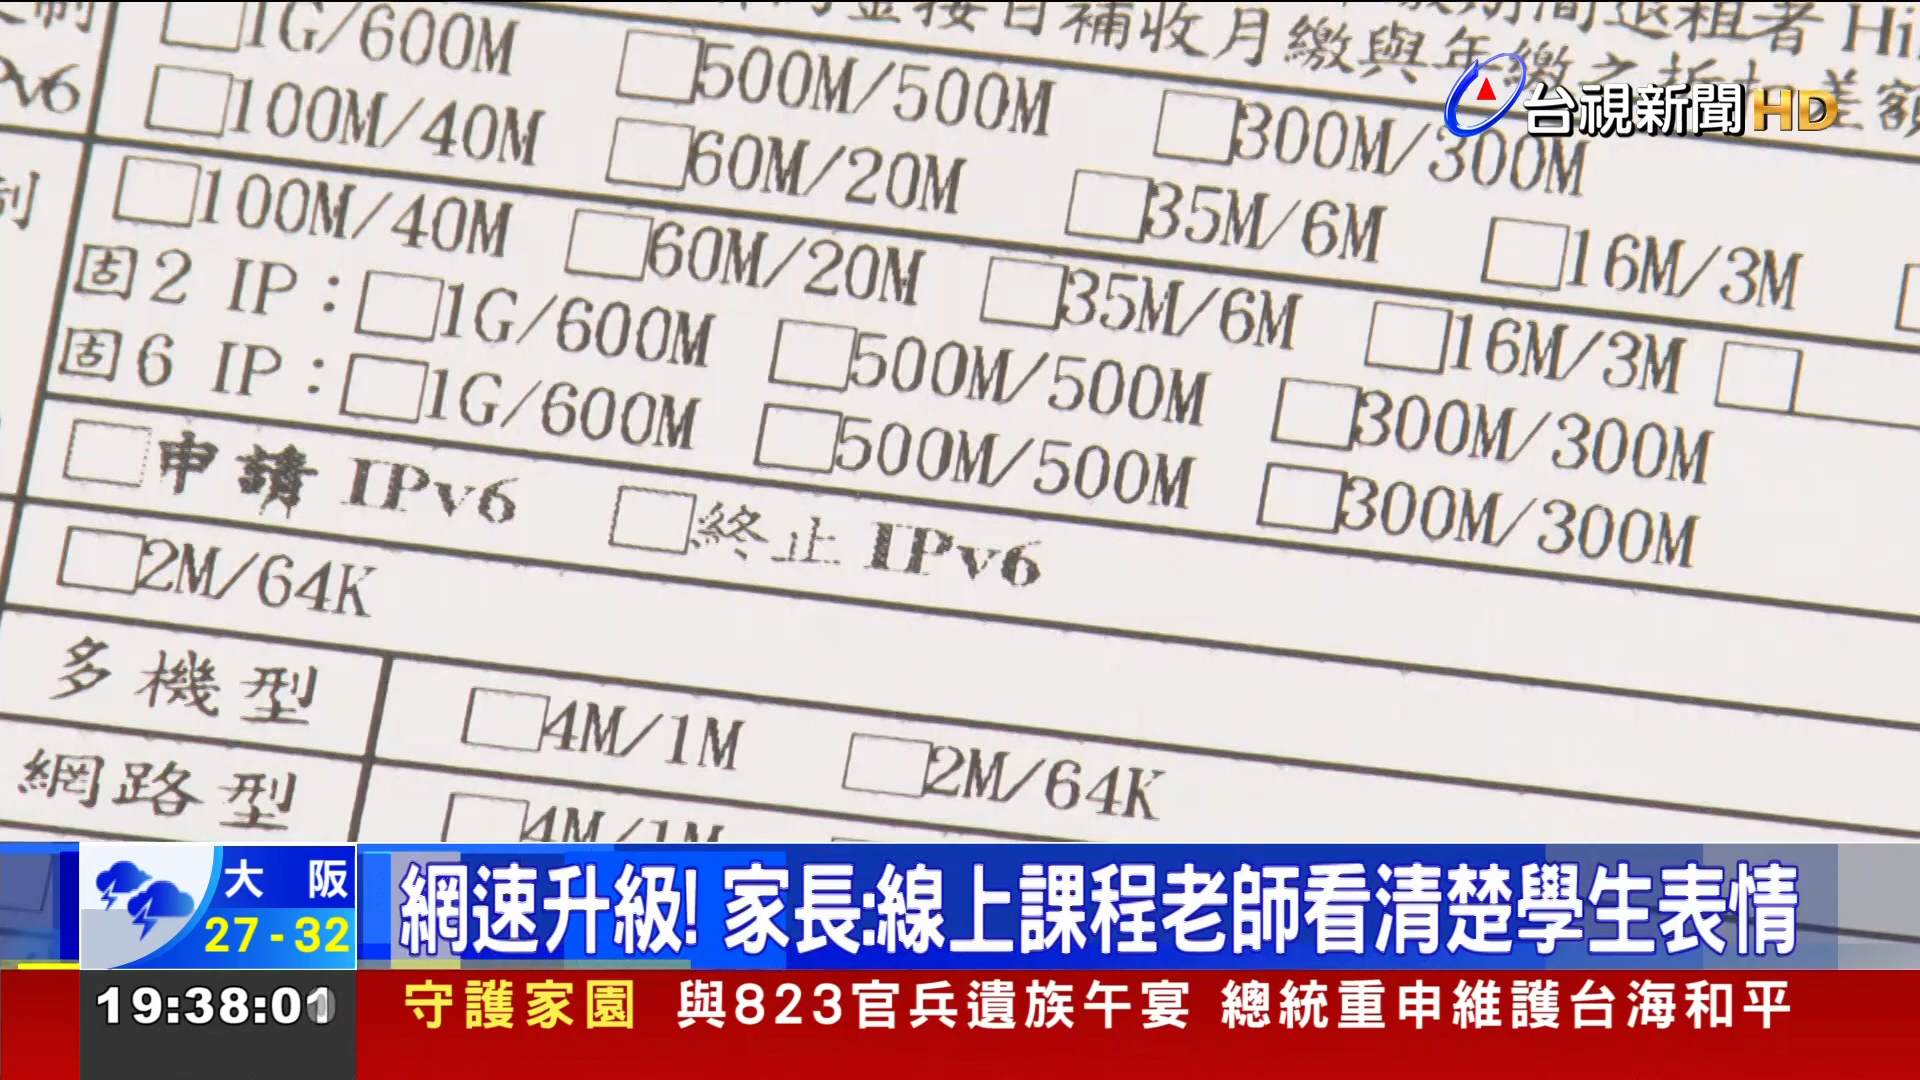 □1G/600M □500M/500M □300M/300M
□100M/40M □60M/20M □35M/6M □16M/3M
□100M/40M □60M/20M □35M/6M □16M/3M □
固2 IP：□1G/600M □500M/500M □300M/300M
固6 IP：□1G/600M □500M/500M □300M/300M
□申請 IPv6 □終止 IPv6
□2M/64K
多機型 □4M/1M □2M/64K
網路型 □4M/1M
台視新聞HD
大阪
27-32
網速升級! 家長:線上課程老師看清楚學生表情
19:38:01
守護家園 與823官兵遺族午宴 總統重申維護台海和平